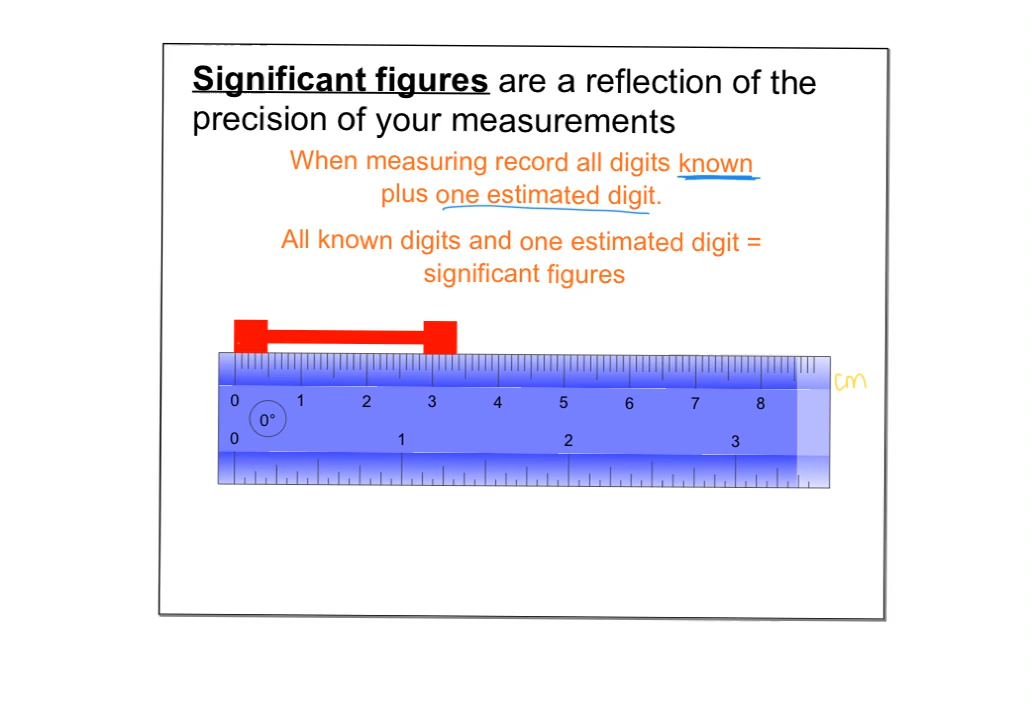 Significant figures are a reflection of the
precision of your measurements
When measuring record all digits known
plus one estimated digit.
All known digits and one estimated digit =
significant figures
cm
0 1 2 3 4 5 6 7 8
0°
0 1 2 3